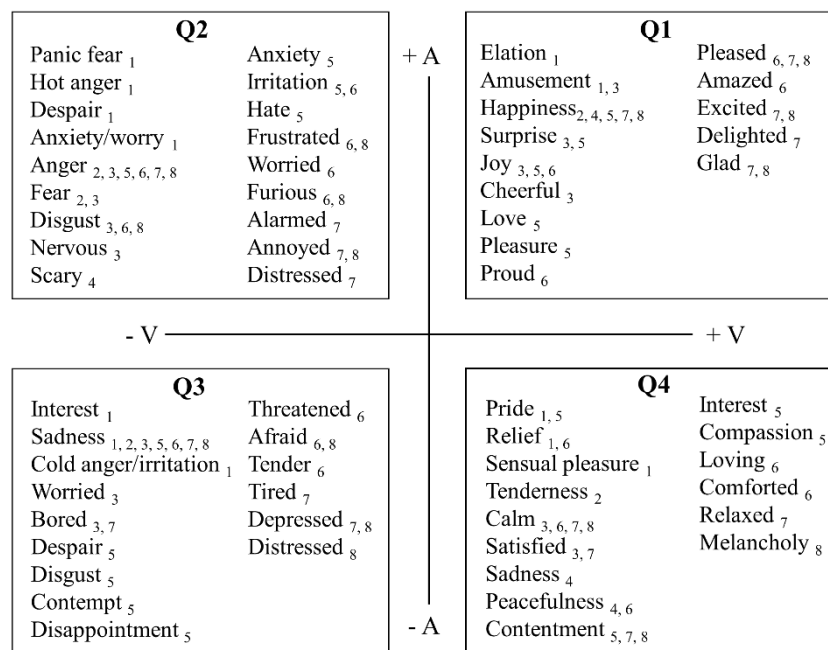 Q2
Panic fear 1
Hot anger 1
Despair 1
Anxiety/worry 1
Anger 2, 3, 5, 6, 7, 8
Fear 2, 3
Disgust 3, 6, 8
Nervous 3
Scary 4
Anxiety 5
Irritation 5, 6
Hate 5
Frustrated 6, 8
Worried 6
Furious 6, 8
Alarmed 7
Annoyed 7, 8
Distressed 7
+ A
Q1
Elation 1
Amusement 1, 3
Happiness 2, 4, 5, 7, 8
Surprise 3, 5
Joy 3, 5, 6
Cheerful 3
Love 5
Pleasure 5
Proud 6
Pleased 6, 7, 8
Amazed 6
Excited 7, 8
Delighted 7
Glad 7, 8
- V
+ V
Q3
Interest 1
Sadness 1, 2, 3, 5, 6, 7, 8
Cold anger/irritation 1
Worried 3
Bored 3, 7
Despair 5
Disgust 5
Contempt 5
Disappointment 5
Threatened 6
Afraid 6, 8
Tender 6
Tired 7
Depressed 7, 8
Distressed 8
- A
Q4
Pride 1, 5
Relief 1, 6
Sensual pleasure 1
Tenderness 2
Calm 3, 6, 7, 8
Satisfied 3, 7
Sadness 4
Peacefulness 4, 6
Contentment 5, 7, 8
Interest 5
Compassion 5
Loving 6
Comforted 6
Relaxed 7
Melancholy 8